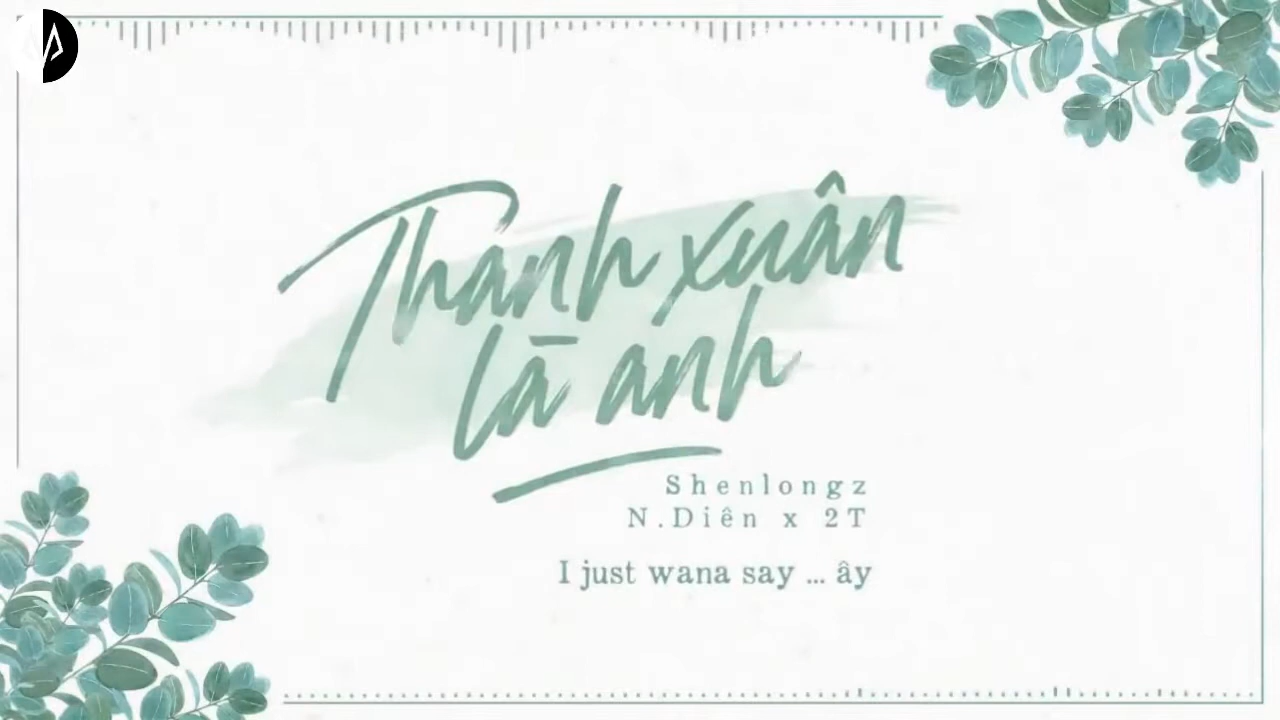 Thanh xuân
là anh
Shenlongz
N.Diên x 2T
I just wana say ... ây